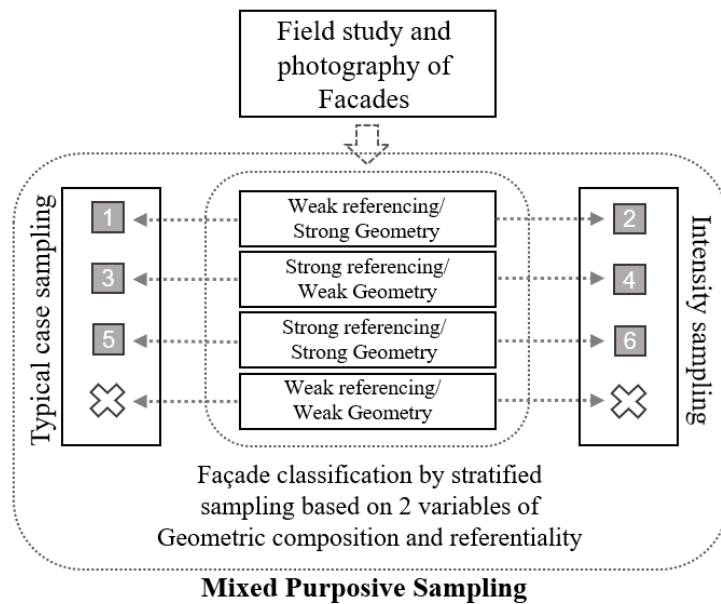 Field study and
photography of
Facades
Typical case sampling
1
Weak referencing/
Strong Geometry
2
3
Strong referencing/
Weak Geometry
4
5
Strong referencing/
Strong Geometry
6
Weak referencing/
Weak Geometry
Intensity sampling
Façade classification by stratified
sampling based on 2 variables of
Geometric composition and referentiality
Mixed Purposive Sampling